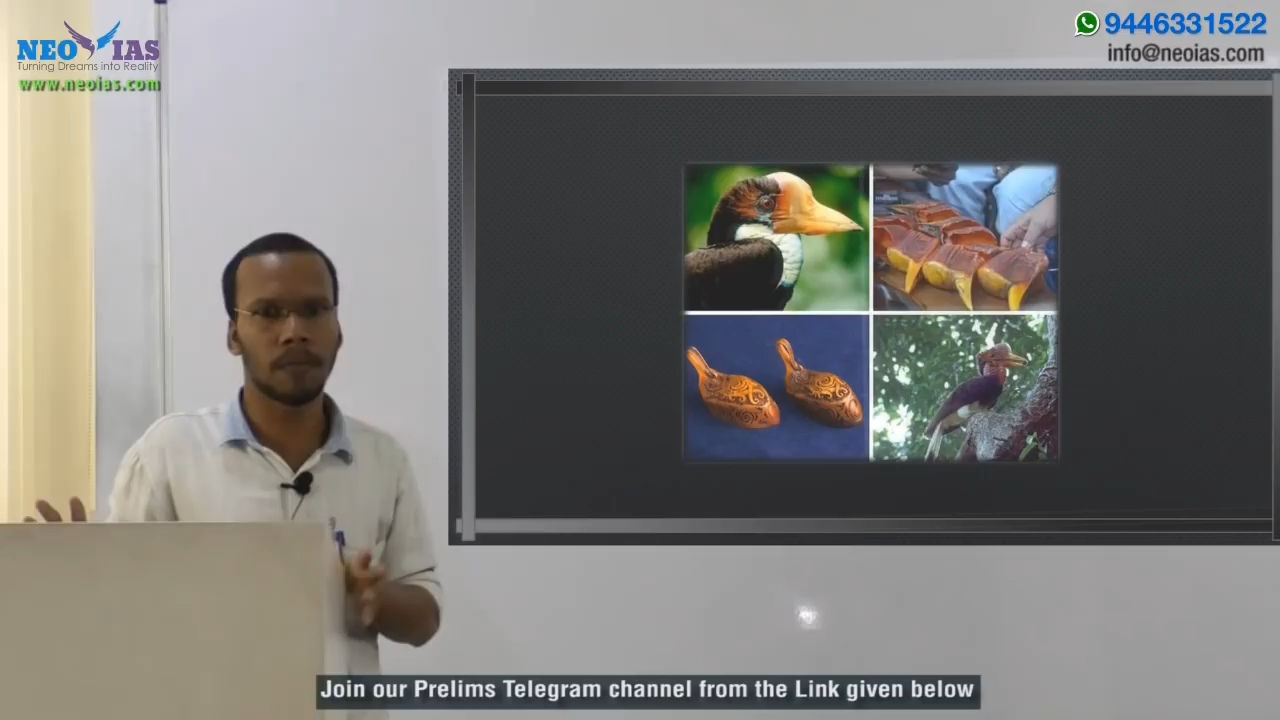 NEO IAS
Turning Dreams into Reality
www.neoias.com
9446331522
info@neoias.com
Join our Prelims Telegram channel from the Link given below